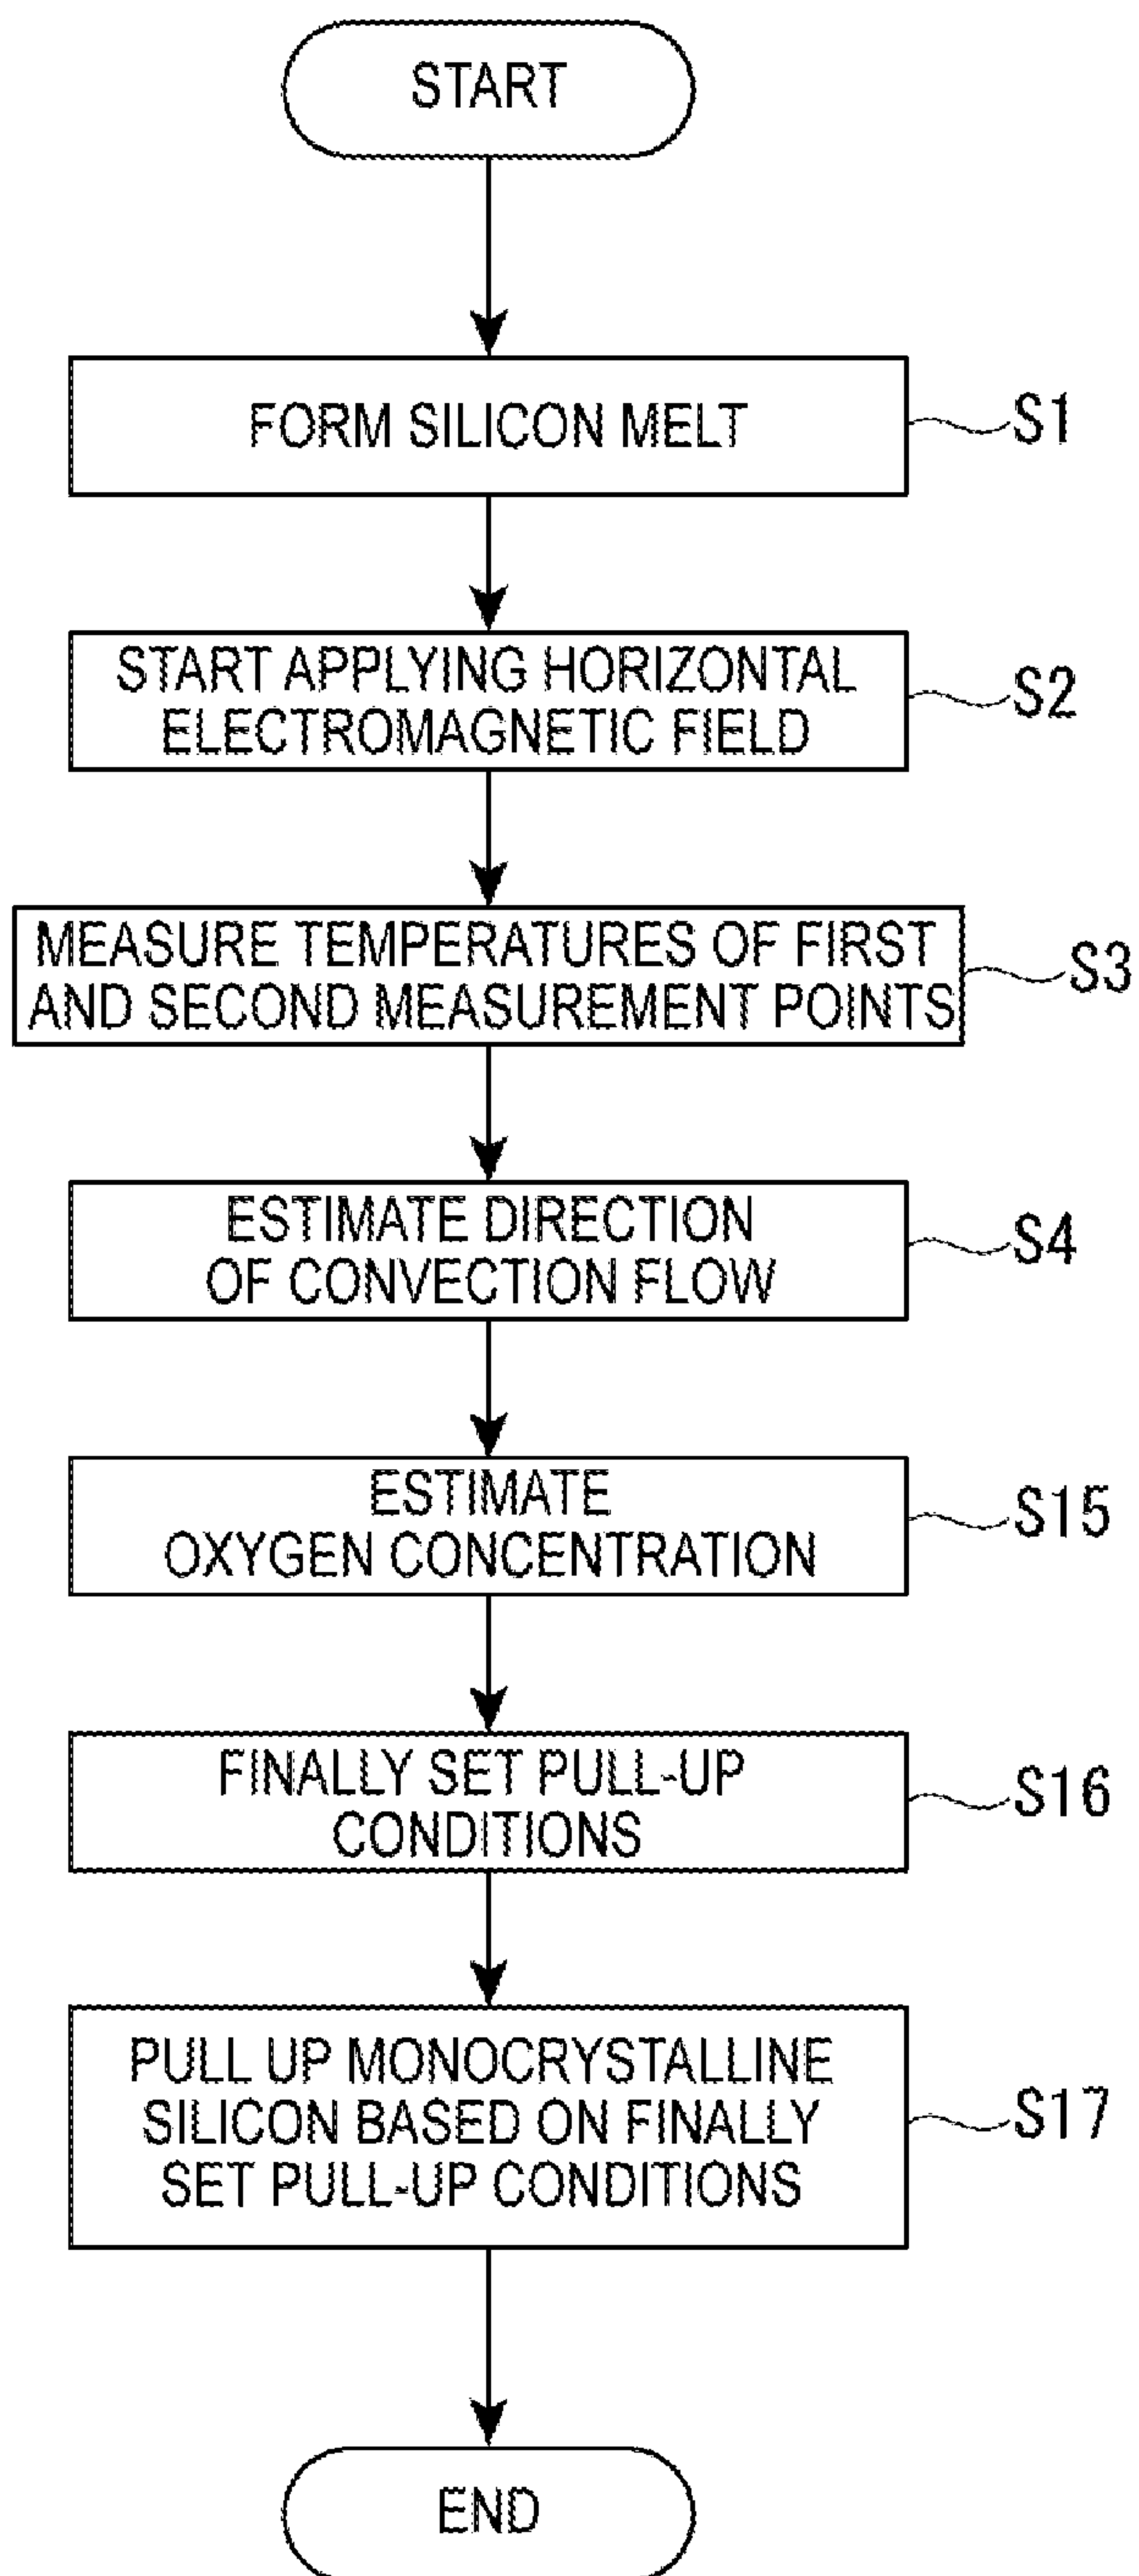 START
FORM SILICON MELT
S1
START APPLYING HORIZONTAL
ELECTROMAGNETIC FIELD
S2
MEASURE TEMPERATURES OF FIRST
AND SECOND MEASUREMENT POINTS
S3
ESTIMATE DIRECTION
OF CONVECTION FLOW
S4
ESTIMATE
OXYGEN CONCENTRATION
S15
FINALLY SET PULL-UP
CONDITIONS
S16
PULL UP MONOCRYSTALLINE
SILICON BASED ON FINALLY
SET PULL-UP CONDITIONS
S17
END